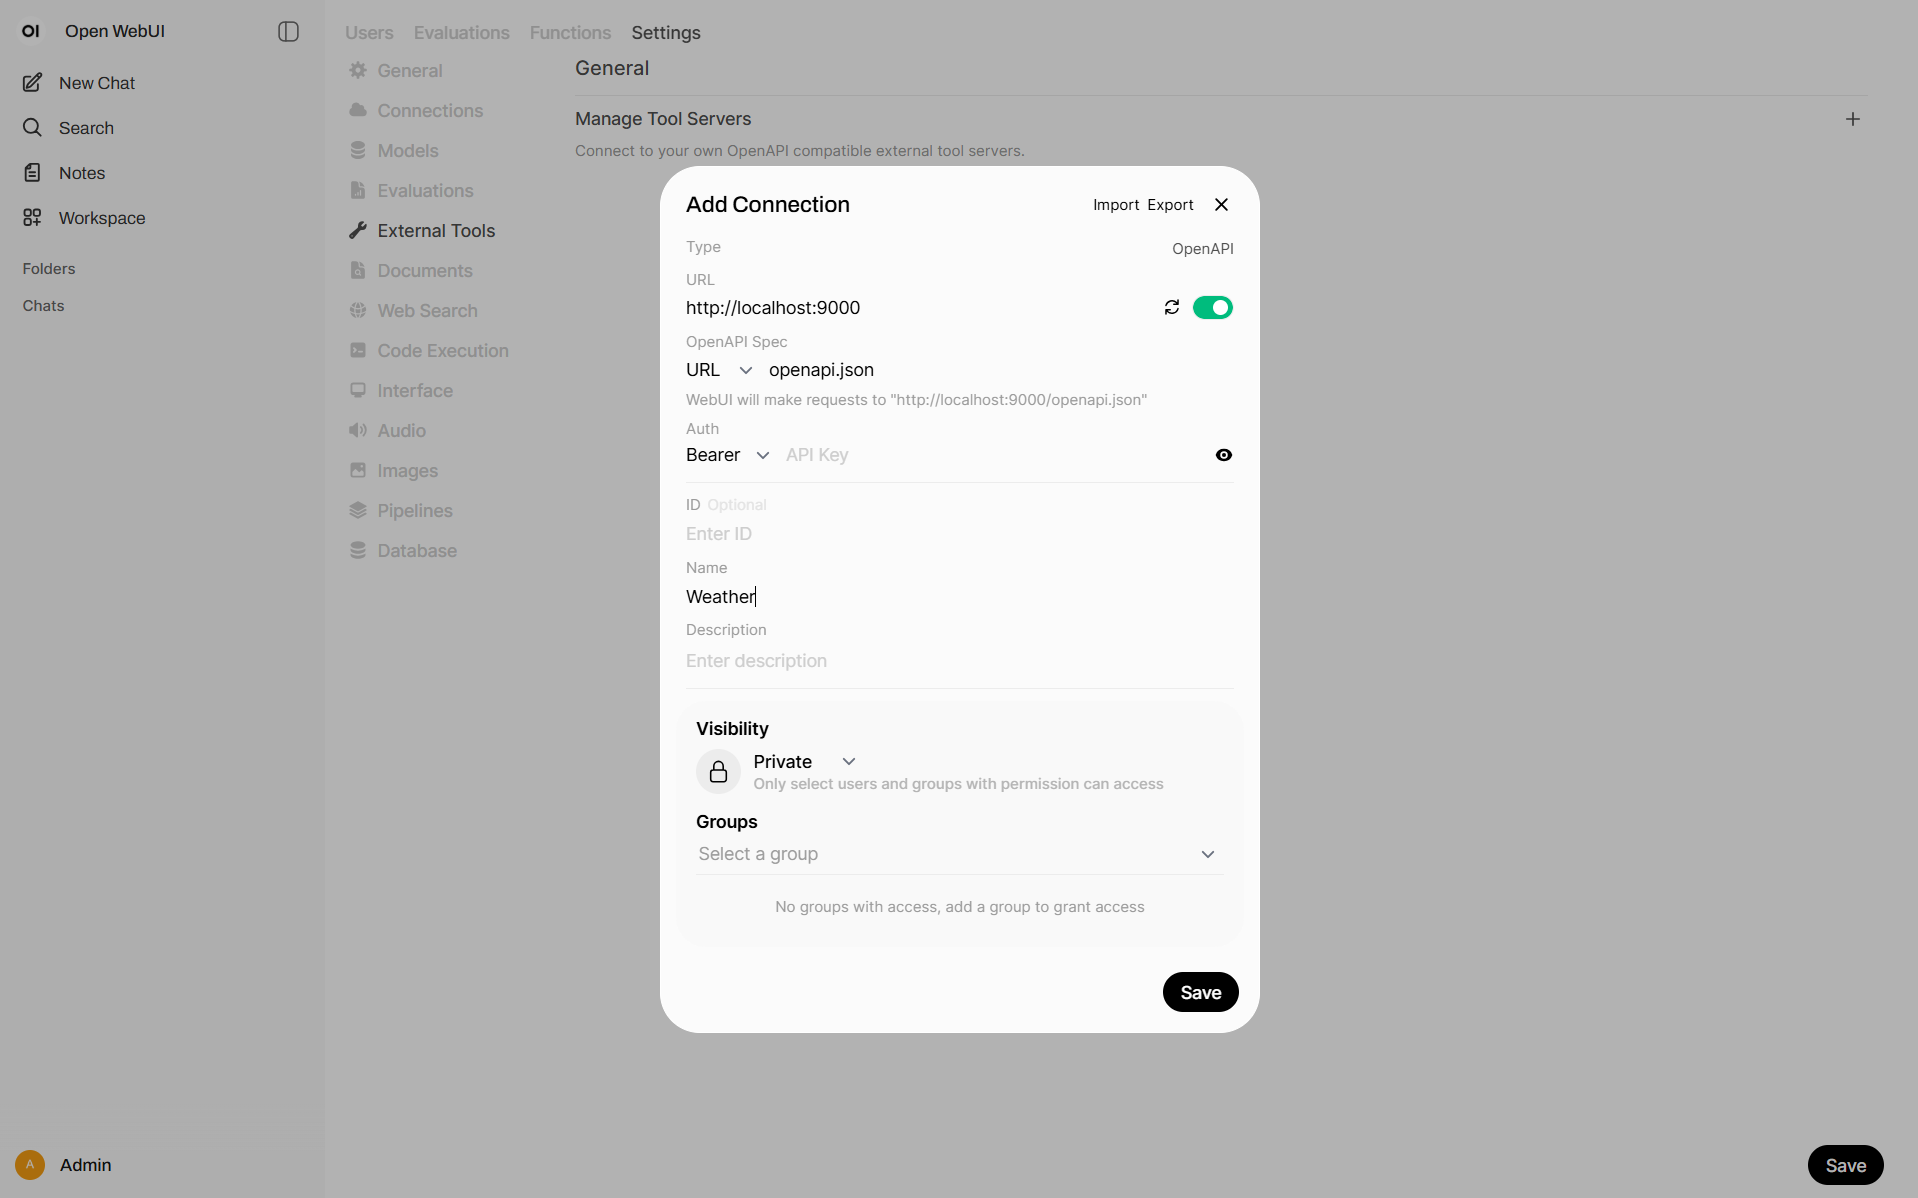 OI Open WebUI
New Chat
Search
Notes
Workspace
Folders
Chats
A Admin
Users Evaluations Functions Settings
General
Connections
Models
Evaluations
External Tools
Documents
Web Search
Code Execution
Interface
Audio
Images
Pipelines
Database
General
Manage Tool Servers
Connect to your own OpenAPI compatible external tool servers.
Add Connection Import Export
Type OpenAPI
URL
http://localhost:9000
OpenAPI Spec
URL openapi.json
WebUI will make requests to "http://localhost:9000/openapi.json"
Auth
Bearer API Key
ID Optional
Enter ID
Name
Weather
Description
Enter description
Visibility
Private
Only select users and groups with permission can access
Groups
Select a group
No groups with access, add a group to grant access
Save
Save